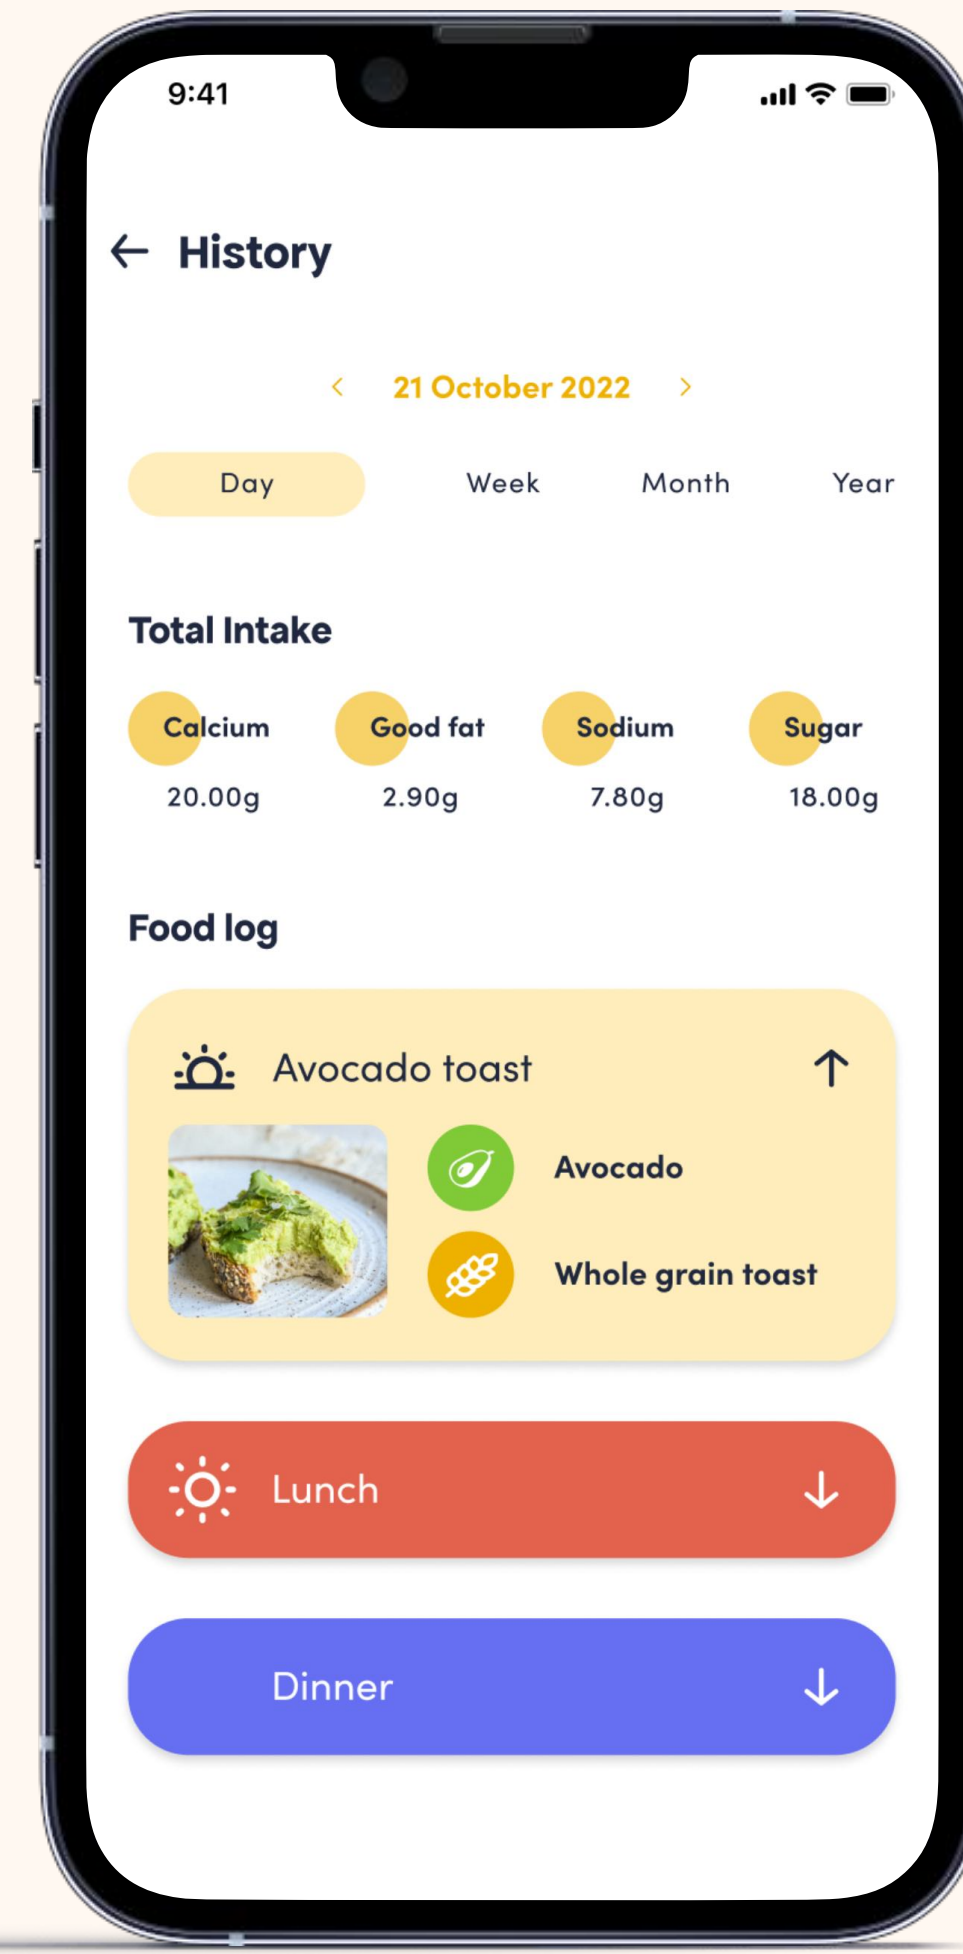 9:41
History
21 October 2022
Day Week Month Year
Total Intake
Calcium Good fat Sodium Sugar
20.00g 2.90g 7.80g 18.00g
Food log
Avocado toast
Avocado
Whole grain toast
Lunch
Dinner